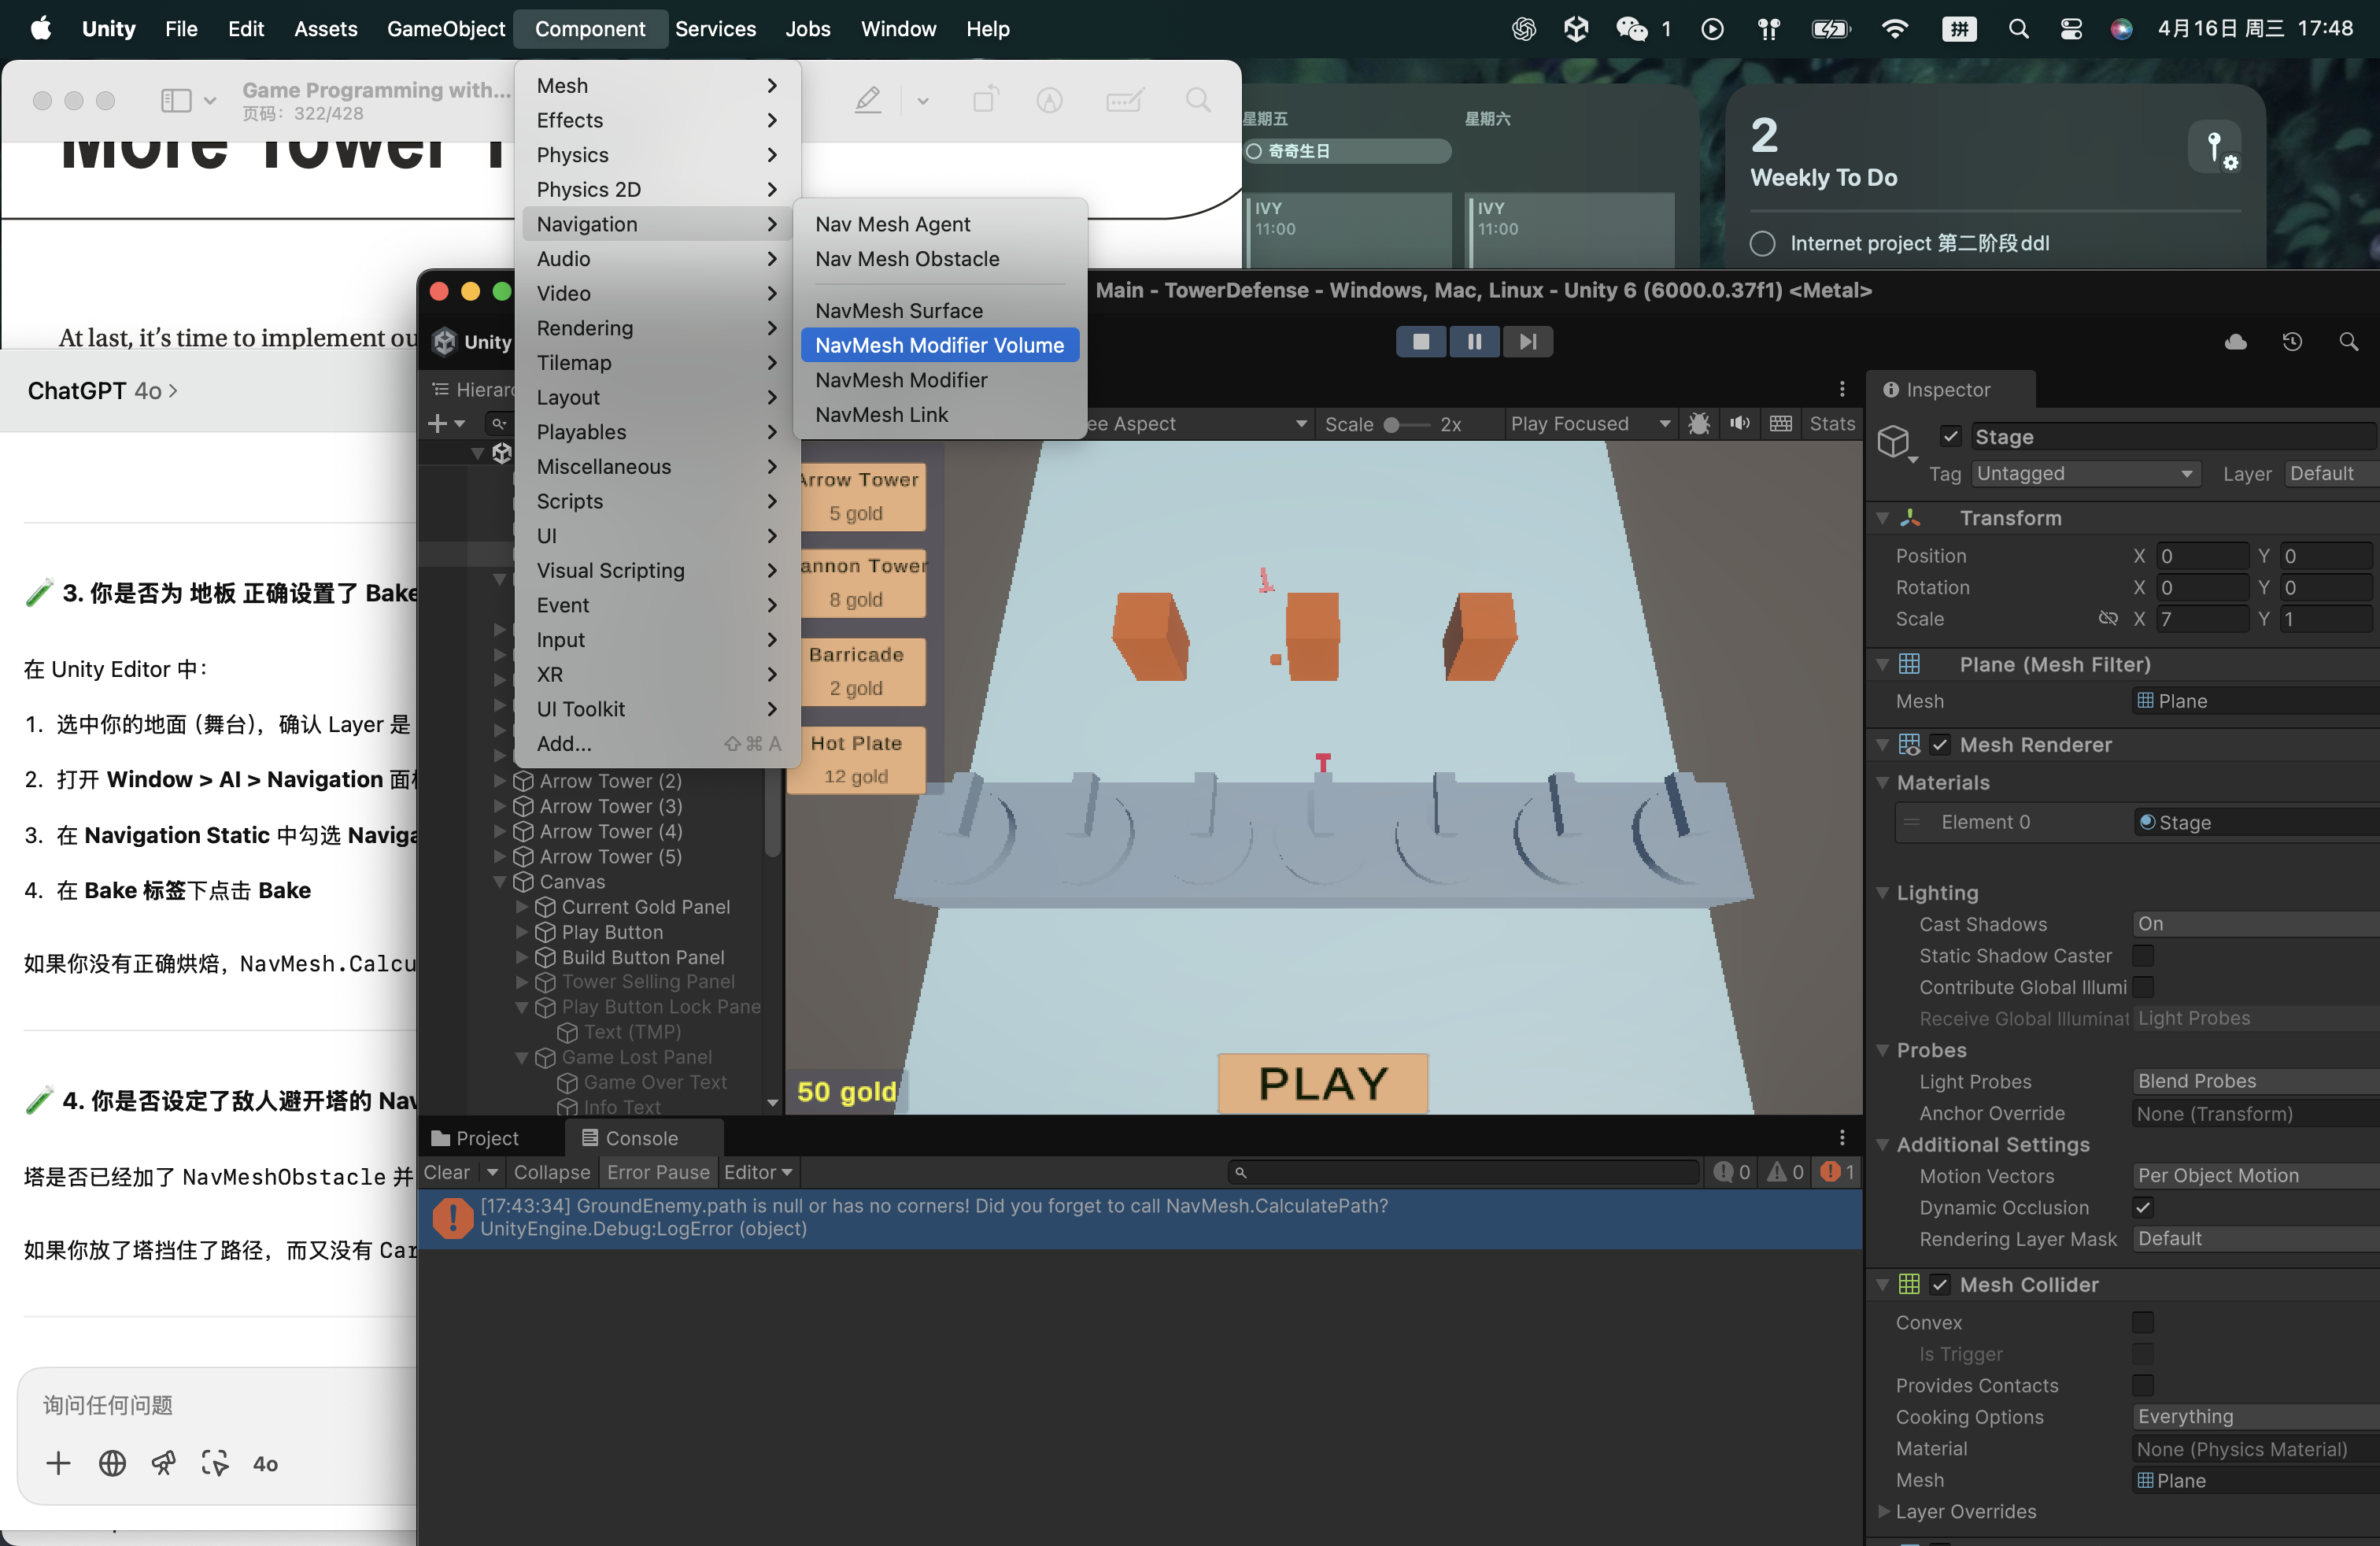 Unity File Edit Assets GameObject Component Services Jobs Window Help
1 拼 4月16日 周三 17:48
Game Programming with...
页码: 322/428
More Tower
At last, it's time to implement ou
ChatGPT 4o >
3. 你是否为 地板 正确设置了 Bake
在 Unity Editor 中：
1. 选中你的地面（舞台），确认 Layer 是
2. 打开 Window > AI > Navigation 面
3. 在 Navigation Static 中勾选 Naviga
4. 在 Bake 标签下点击 Bake
如果你没有正确烘焙，NavMesh.Calcu
4. 你是否设定了敌人避开塔的 Nav
塔是否已经加了 NavMeshObstacle 并
如果你放了塔挡住了路径，而又没有 Car
询问任何问题
4o
Mesh
Effects
Physics
Physics 2D
Navigation
Audio
Video
Rendering
Tilemap
Layout
Playables
Miscellaneous
Scripts
UI
Visual Scripting
Event
Input
XR
UI Toolkit
Add... ⇧⌘A
Nav Mesh Agent
Nav Mesh Obstacle
NavMesh Surface
NavMesh Modifier Volume
NavMesh Modifier
NavMesh Link
星期五 星期六
奇奇生日
IVY
11:00
IVY
11:00
2
Weekly To Do
Internet project 第二阶段ddl
Main - TowerDefense - Windows, Mac, Linux - Unity 6 (6000.0.37f1) <Metal>
Unity
Hierarc
ee Aspect Scale 2x Play Focused Stats
Arrow Tower
5 gold
annon Tower
8 gold
Barricade
2 gold
Hot Plate
12 gold
50 gold
PLAY
Arrow Tower (2)
Arrow Tower (3)
Arrow Tower (4)
Arrow Tower (5)
Canvas
Current Gold Panel
Play Button
Build Button Panel
Tower Selling Panel
Play Button Lock Pane
Text (TMP)
Game Lost Panel
Game Over Text
Info Text
Project Console
Clear Collapse Error Pause Editor 0 0 1
[17:43:34] GroundEnemy.path is null or has no corners! Did you forget to call NavMesh.CalculatePath?
UnityEngine.Debug:LogError (object)
Inspector
Stage
Tag Untagged Layer Default
Transform
Position X 0 Y 0
Rotation X 0 Y 0
Scale X 7 Y 1
Plane (Mesh Filter)
Mesh Plane
Mesh Renderer
Materials
Element 0 Stage
Lighting
Cast Shadows On
Static Shadow Caster
Contribute Global Illumi
Receive Global Illuminat Light Probes
Probes
Light Probes Blend Probes
Anchor Override None (Transform)
Additional Settings
Motion Vectors Per Object Motion
Dynamic Occlusion
Rendering Layer Mask Default
Mesh Collider
Convex
Is Trigger
Provides Contacts
Cooking Options Everything
Material None (Physics Material)
Mesh Plane
Layer Overrides